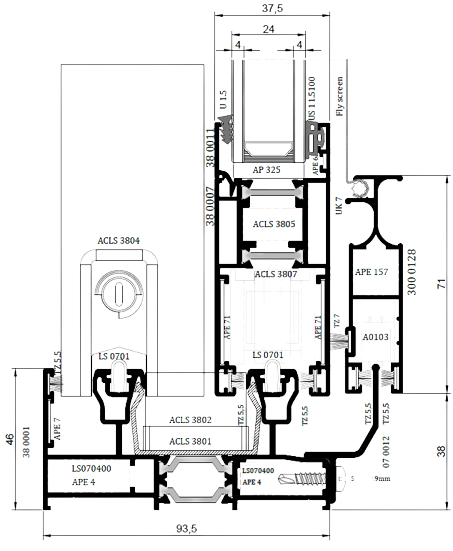 37,5
24
4
4
U 1.5
US 11.5100
Fly screen
38 0011
AP 325
APE 6
38 0007
UK 7
ACLS 3805
ACLS 3804
ACLS 3807
APE 157
300 0128
71
APE 71
APE 71
TZ 7
A0103
TZ 5,5
LS 0701
LS 0701
46
38 0001
APE 7
ACLS 3802
TZ 5,5
TZ 5,5
TZ 5,5
TZ 5,5
ACLS 3801
07 0012
38
LS070400
APE 4
LS070400
APE 4
5
9mm
93,5